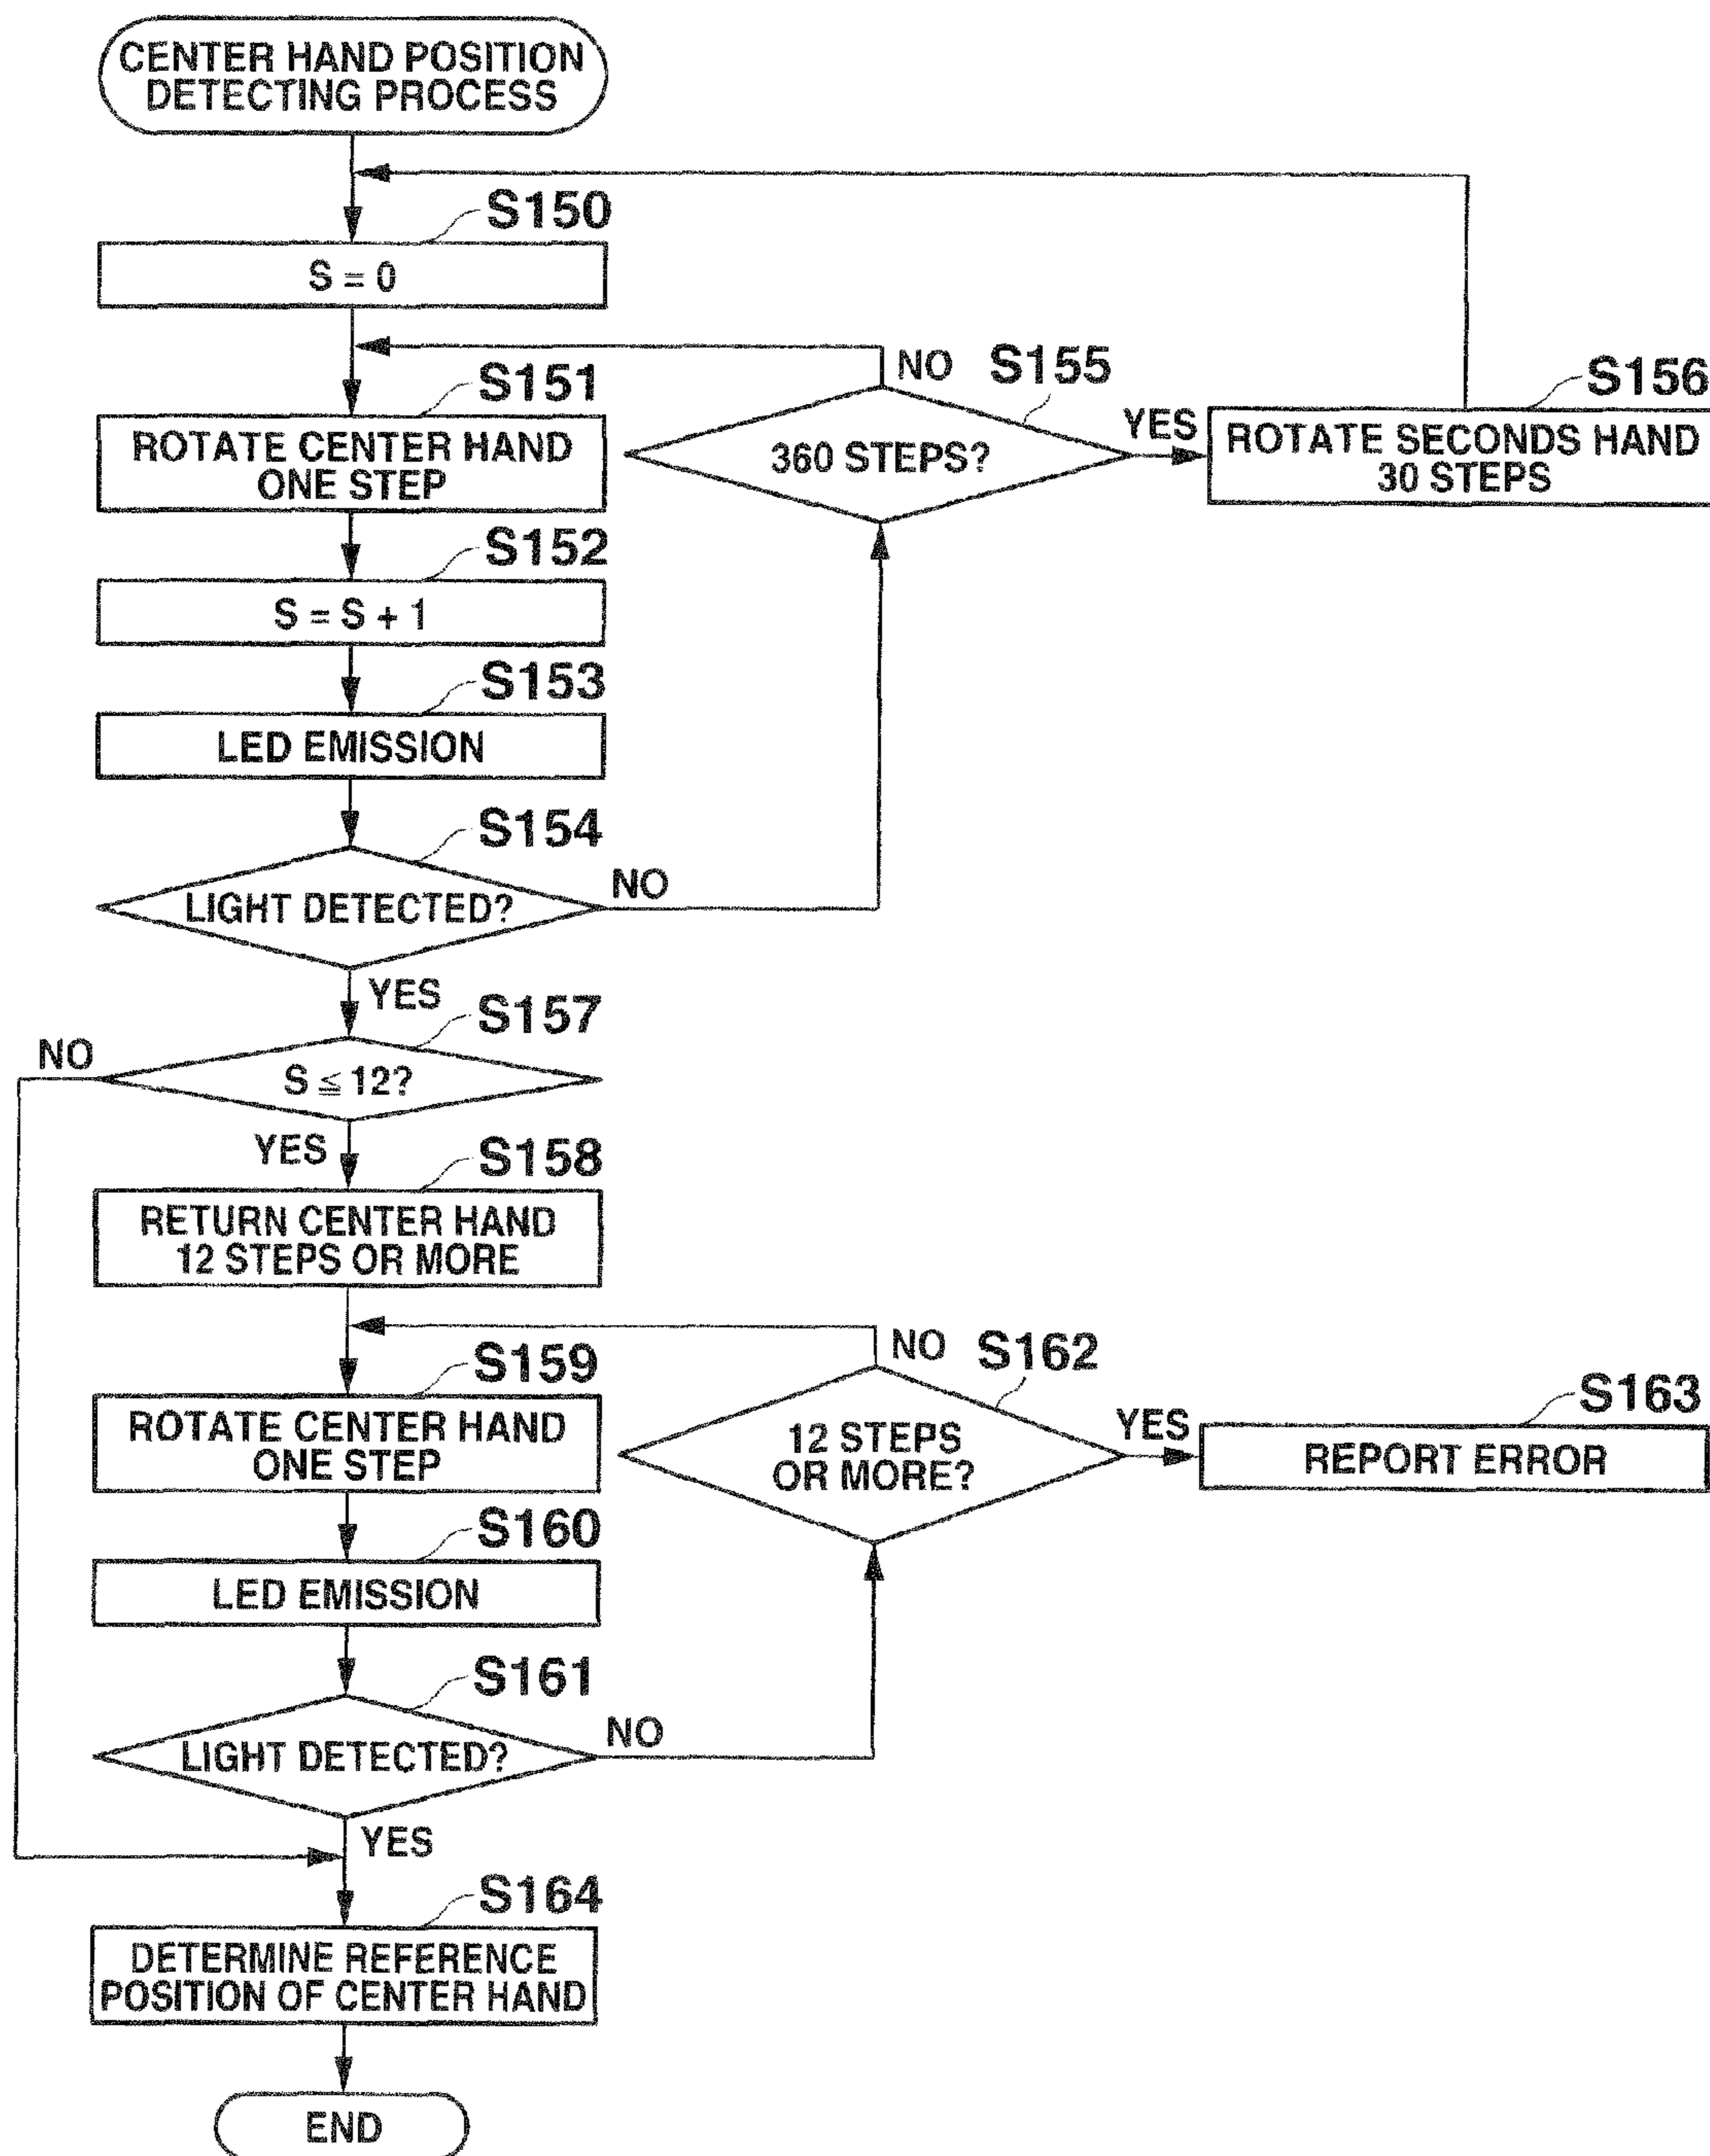 CENTER HAND POSITION
DETECTING PROCESS
S150
S = 0
S151
ROTATE CENTER HAND
ONE STEP
NO
S155
360 STEPS?
YES
S156
ROTATE SECONDS HAND
30 STEPS
S152
S = S + 1
S153
LED EMISSION
S154
LIGHT DETECTED?
NO
YES
S157
S ≦ 12?
NO
YES
S158
RETURN CENTER HAND
12 STEPS OR MORE
S159
ROTATE CENTER HAND
ONE STEP
NO
S162
12 STEPS
OR MORE?
YES
S163
REPORT ERROR
S160
LED EMISSION
S161
LIGHT DETECTED?
NO
YES
S164
DETERMINE REFERENCE
POSITION OF CENTER HAND
END